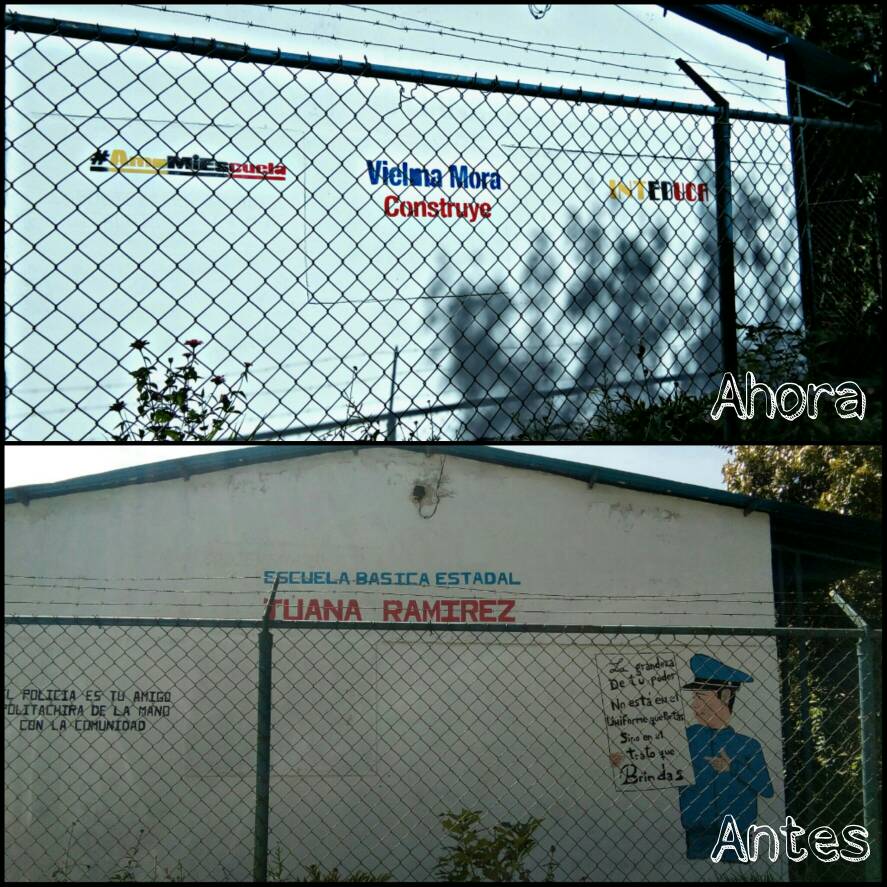 #AmoMiEscuela
Vielma Mora
Construye
INTEDUCA
Ahora
ESCUELA BASICA ESTADAL
JUANA RAMIREZ
EL POLICIA ES TU AMIGO
POLITACHIRA DE LA MANO
CON LA COMUNIDAD
La grandeza
De tu poder
No está en el
Uniforme que Portas
Sino en el
trato que
Brindas
Antes